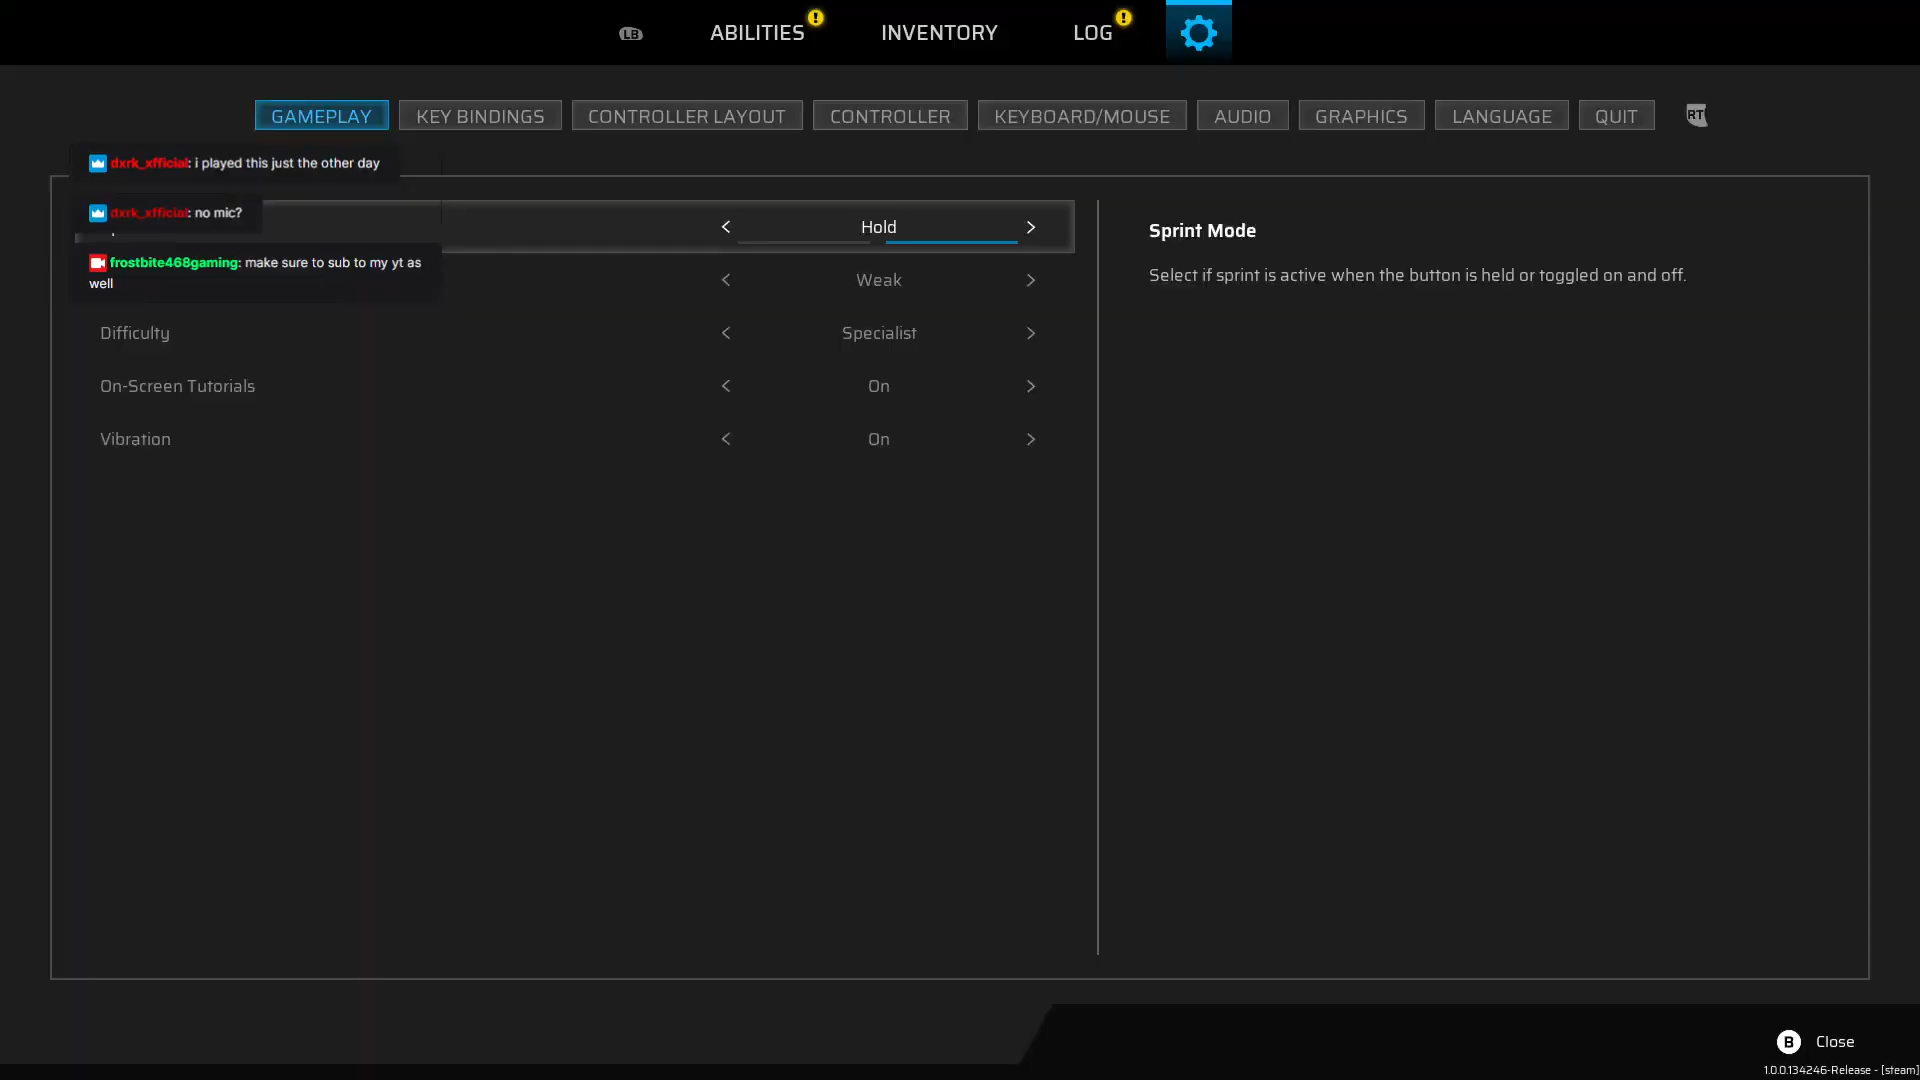 LB ABILITIES ! INVENTORY LOG !
GAMEPLAY KEY BINDINGS CONTROLLER LAYOUT CONTROLLER KEYBOARD/MOUSE AUDIO GRAPHICS LANGUAGE QUIT RT
dxrk_xfficial: i played this just the other day
dxrk_xfficial: no mic?
< Hold >
frostbite468gaming: make sure to sub to my yt as
well
< Weak >
Difficulty < Specialist >
On-Screen Tutorials < On >
Vibration < On >
Sprint Mode
Select if sprint is active when the button is held or toggled on and off.
B Close
1.0.0.134246-Release - [steam]